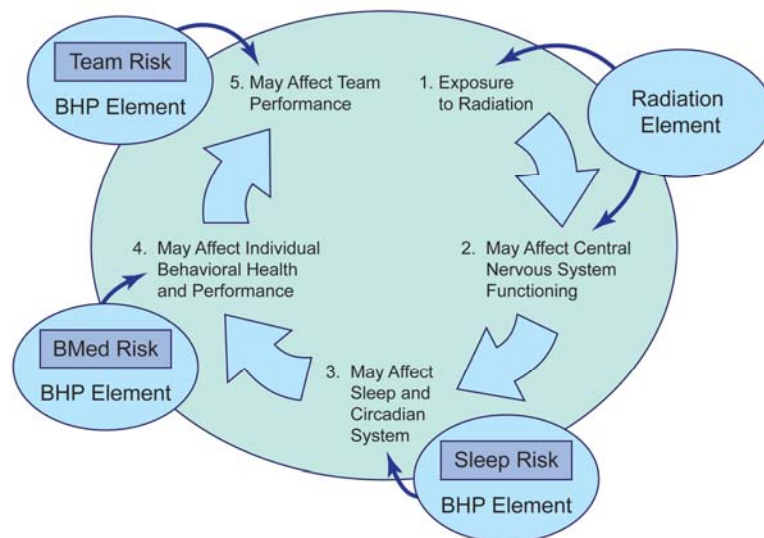 Team Risk
BHP Element
5. May Affect Team
Performance
1. Exposure
to Radiation
Radiation
Element
2. May Affect Central
Nervous System
Functioning
3. May Affect
Sleep and
Circadian
System
Sleep Risk
BHP Element
4. May Affect Individual
Behavioral Health
and Performance
BMed Risk
BHP Element